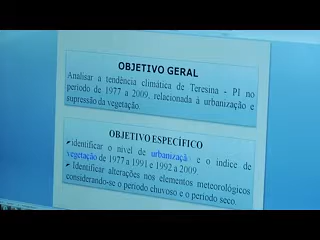 OBJETIVO GERAL
Analisar a tendência climática de Teresina - PI no
período de 1977 a 2009, relacionada à urbanização e
supressão da vegetação.
OBJETIVO ESPECÍFICO
➤identificar o nível de urbanizaçã e o índice de
vegetação de 1977 a 1991 e 1992 a 2009.
➤ Identificar alterações nos elementos meteorológicos
considerando-se o período chuvoso e o período seco.